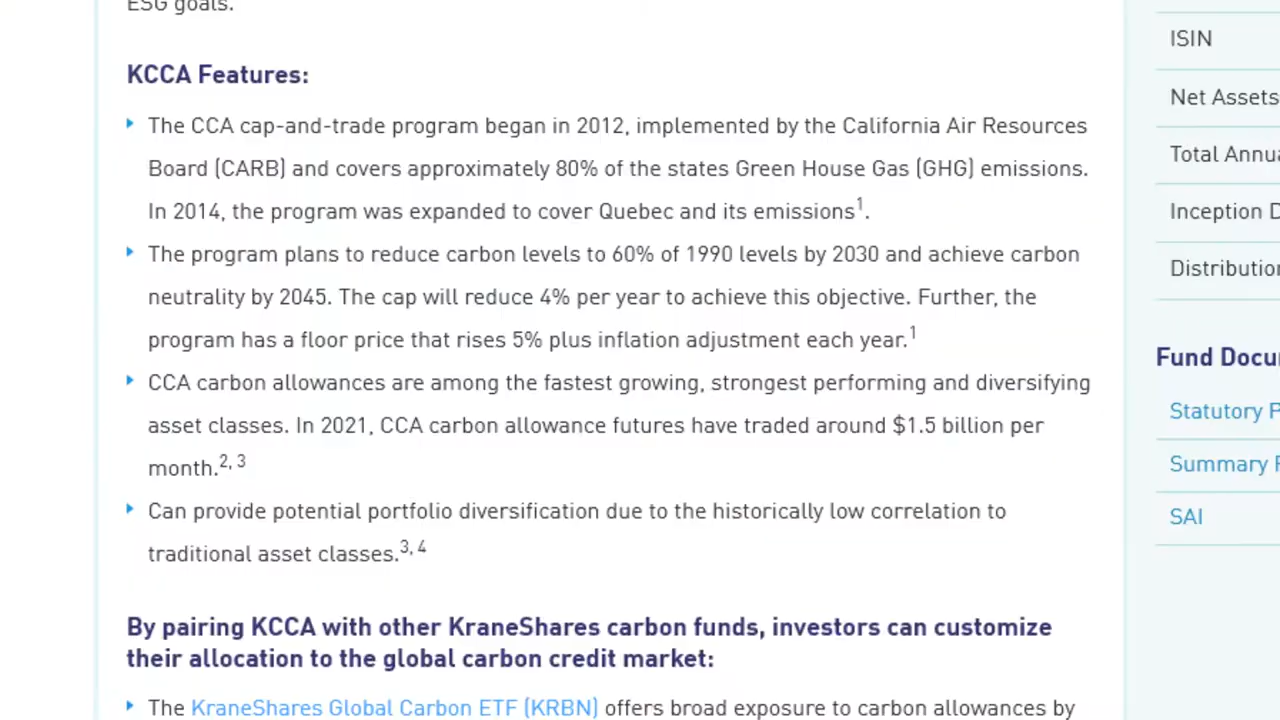 ESG goals.
KCCA Features:
The CCA cap-and-trade program began in 2012, implemented by the California Air Resources
Board (CARB) and covers approximately 80% of the states Green House Gas (GHG) emissions.
In 2014, the program was expanded to cover Quebec and its emissions1.
The program plans to reduce carbon levels to 60% of 1990 levels by 2030 and achieve carbon
neutrality by 2045. The cap will reduce 4% per year to achieve this objective. Further, the
program has a floor price that rises 5% plus inflation adjustment each year.1
CCA carbon allowances are among the fastest growing, strongest performing and diversifying
asset classes. In 2021, CCA carbon allowance futures have traded around $1.5 billion per
month.2, 3
Can provide potential portfolio diversification due to the historically low correlation to
traditional asset classes.3, 4
By pairing KCCA with other KraneShares carbon funds, investors can customize
their allocation to the global carbon credit market:
The KraneShares Global Carbon ETF (KRBN) offers broad exposure to carbon allowances by
ISIN
Net Assets
Total Annua
Inception D
Distribution
Fund Docu
Statutory P
Summary P
SAI